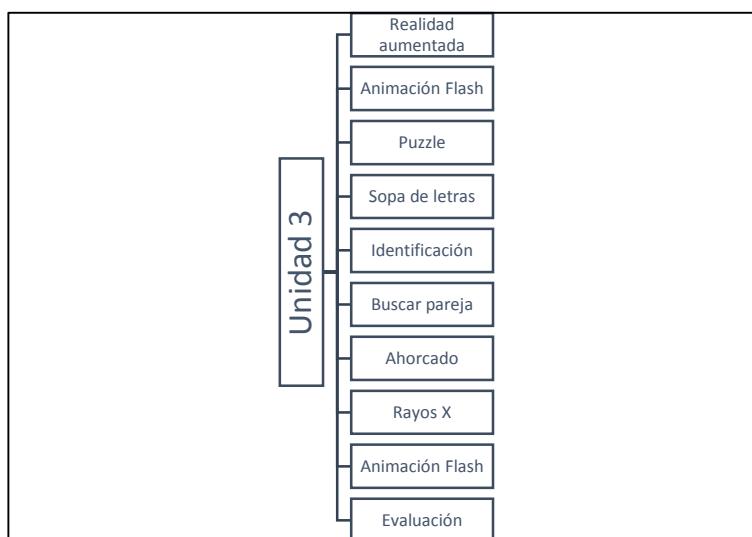 Unidad 3
Realidad
aumentada
Animación Flash
Puzzle
Sopa de letras
Identificación
Buscar pareja
Ahorcado
Rayos X
Animación Flash
Evaluación